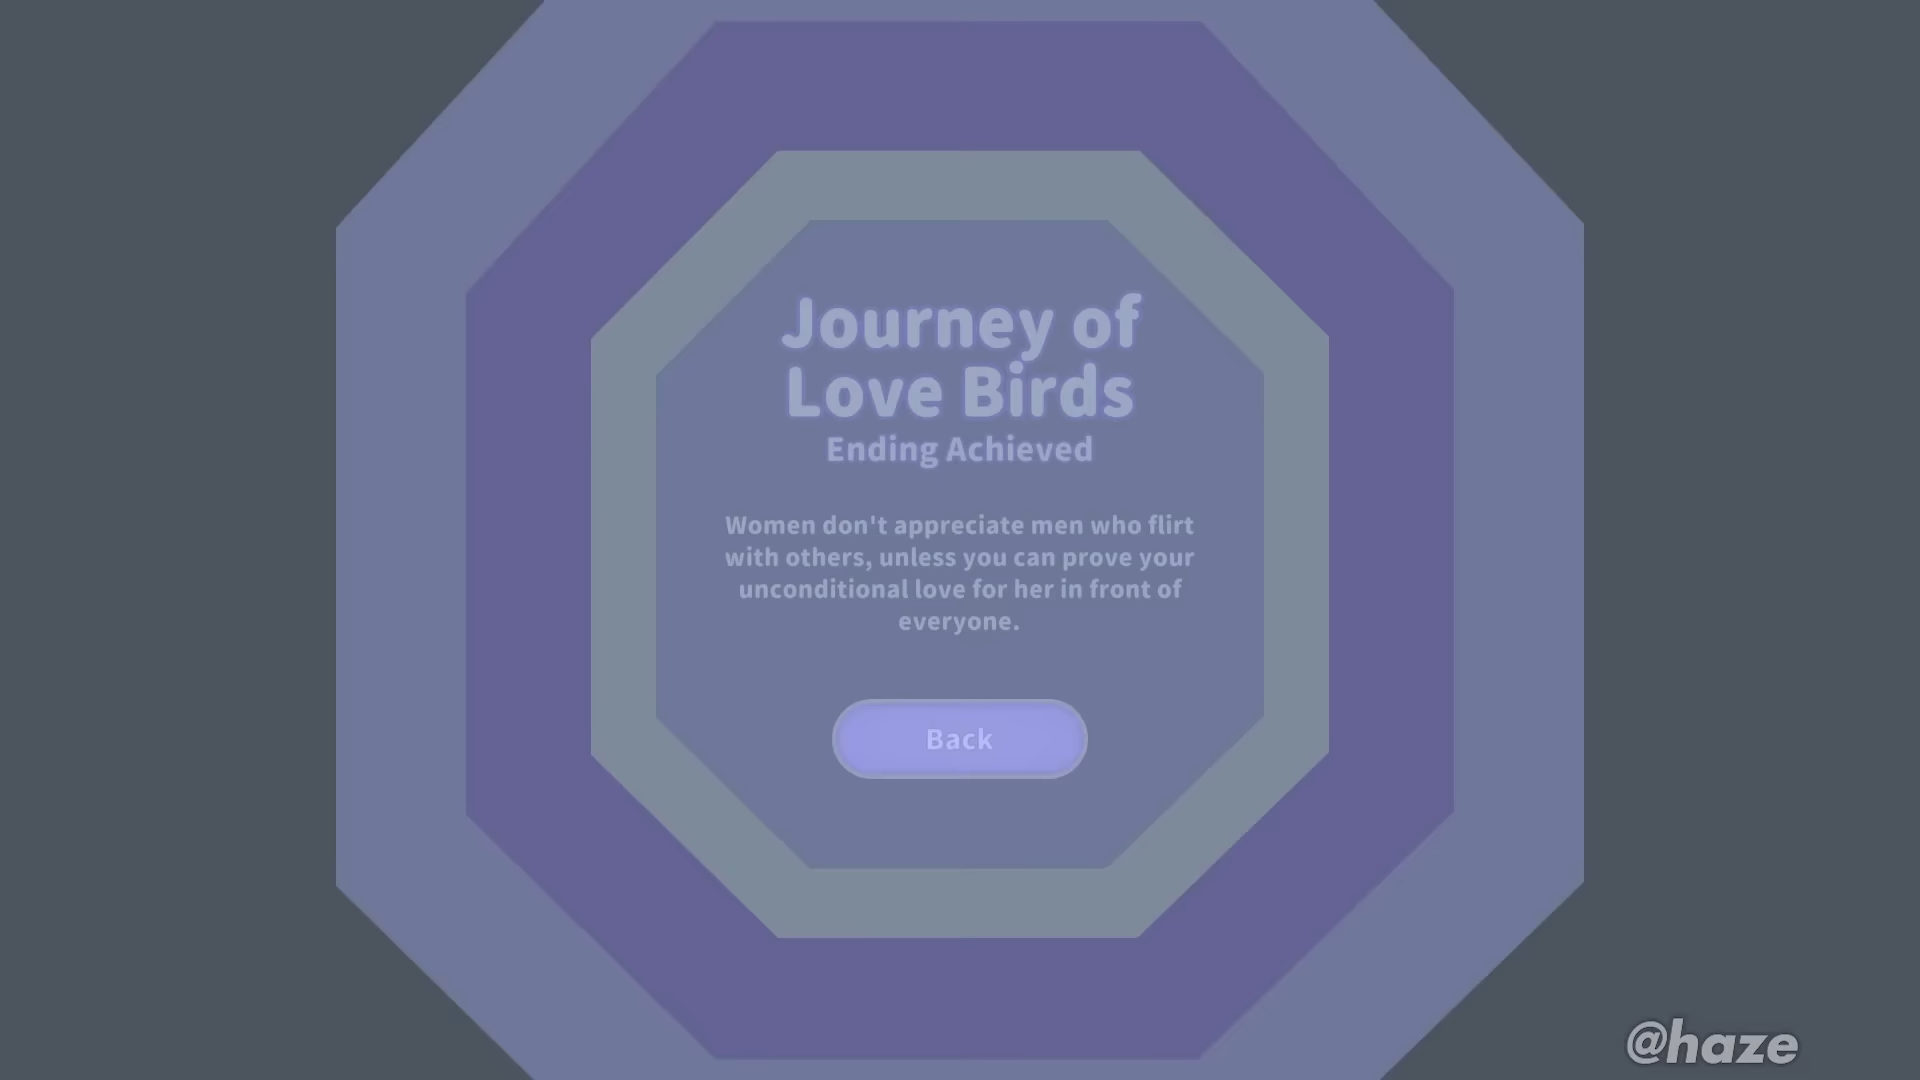 Journey of
Love Birds
Ending Achieved
Women don't appreciate men who flirt
with others, unless you can prove your
unconditional love for her in front of
everyone.
Back
@haze